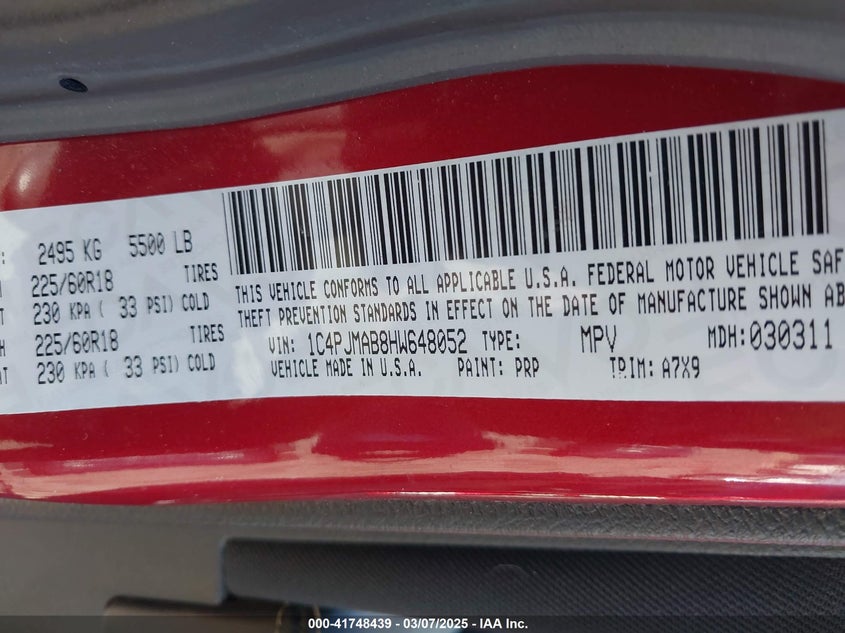 : 2495 KG 5500 LB
225/60R18 TIRES
T 230 KPA ( 33 PSI) COLD
H 225/60R18 TIRES
AT 230 KPA ( 33 PSI) COLD
THIS VEHICLE CONFORMS TO ALL APPLICABLE U.S.A. FEDERAL MOTOR VEHICLE SAF
THEFT PREVENTION STANDARDS IN EFFECT ON THE DATE OF MANUFACTURE SHOWN AB
VIN: 1C4PJMAB8HW648052 TYPE: MPV MDH: 030311
VEHICLE MADE IN U.S.A. PAINT: PRP TRIM: A7X9
2000-41748439 - 03/07/2025 - IAA Inc.